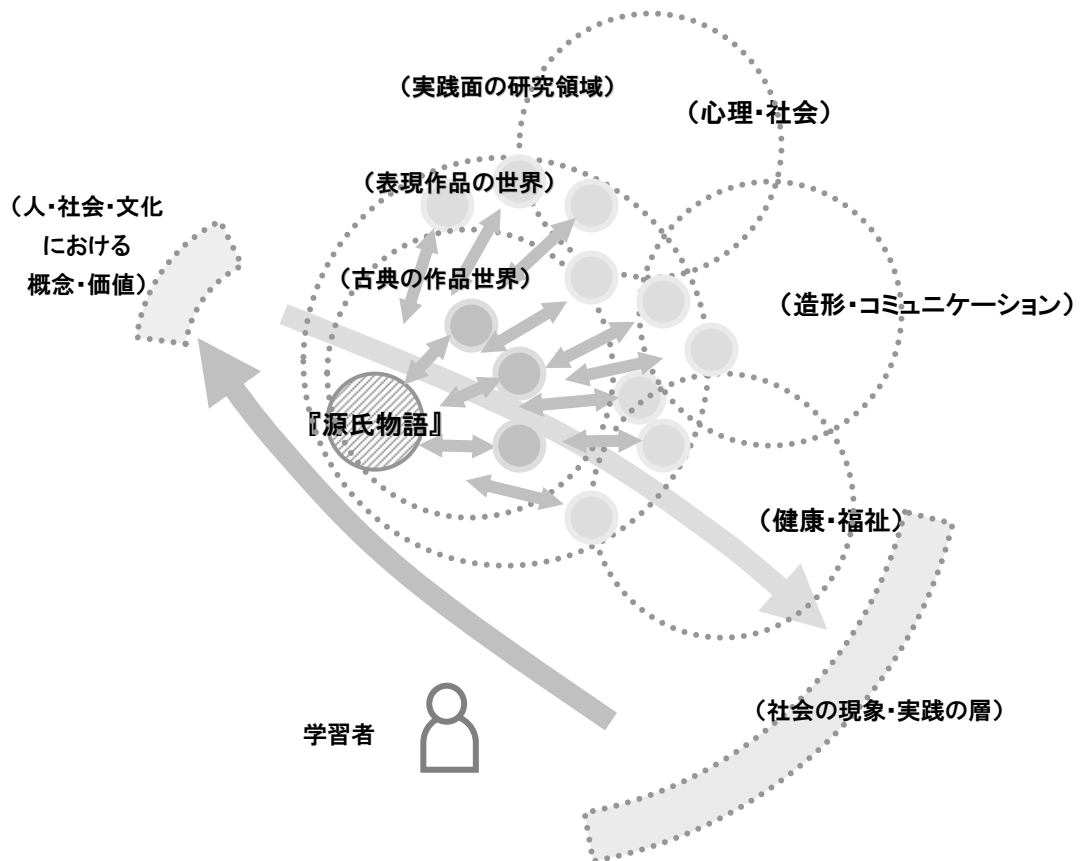 （実践面の研究領域）
（心理・社会）
（表現作品の世界）
（人・社会・文化
における
概念・価値）
（古典の作品世界）
（造形・コミュニケーション）
『源氏物語』
（健康・福祉）
（社会の現象・実践の層）
学習者